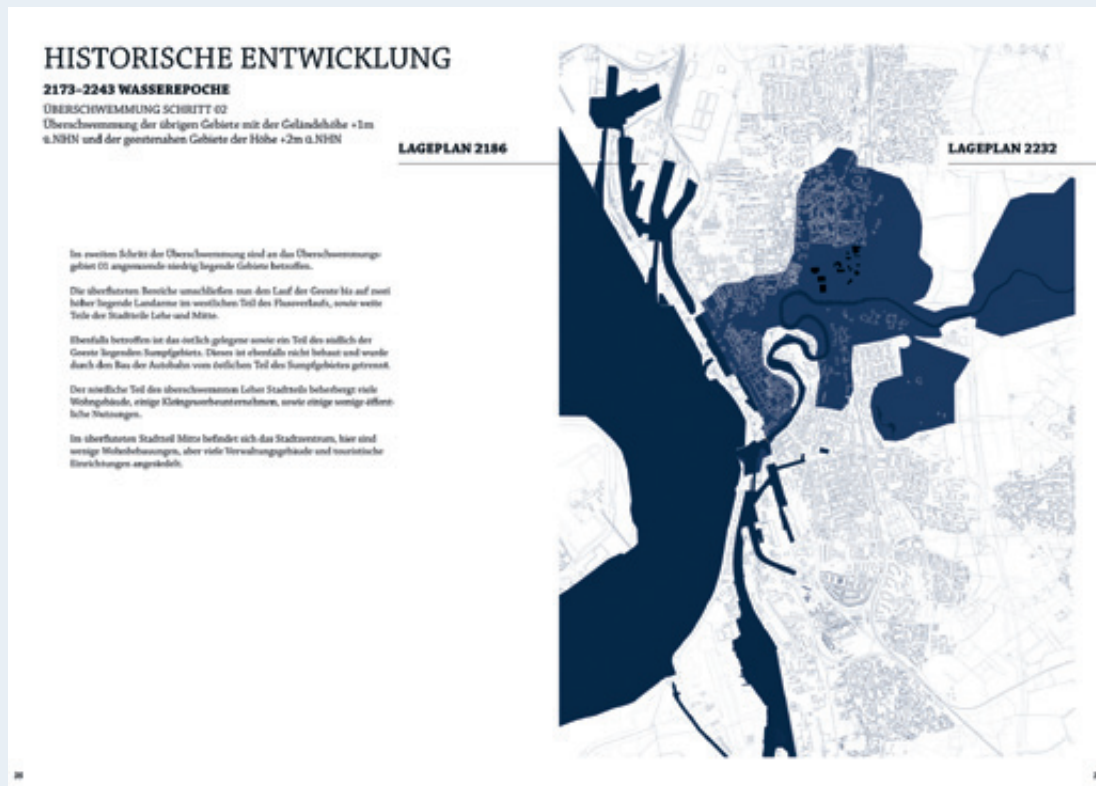 HISTORISCHE ENTWICKLUNG
2173–2243 WASSEREPOCHE
ÜBERSCHWEMMUNG SCHRITT 02
Überschwemmung der übrigen Gebiete mit der Geländehöhe +1m
ü.NHN und der geestenahen Gebiete der Höhe +2m ü.NHN
LAGEPLAN 2186
LAGEPLAN 2232
Im zweiten Schritt der Überschwemmung sind an das Überschwemmungs-
gebiet 01 angrenzende niedrig liegende Gebiete betroffen.
Die überfluteten Bereiche umschließen nun den Lauf der Geeste bis auf zwei
höher liegende Landarme im westlichen Teil des Flussverlaufs, sowie weite
Teile der Stadtteile Lehe und Mitte.
Ebenfalls betroffen ist das östlich gelegene sowie ein Teil des südlich der
Geeste liegenden Sumpfgebiets. Dieses ist ebenfalls nicht bebaut und wurde
durch den Bau der Autobahn vom östlichen Teil des Sumpfgebietes getrennt.
Der nördliche Teil des überschwemmten Leher Stadtteils beherbergt viele
Wohngebäude, einige Kleingewerbeunternehmen, sowie einige wenige öffent-
liche Nutzungen.
Im überfluteten Stadtteil Mitte befindet sich das Stadtzentrum, hier sind
wenige Wohnbebauungen, aber viele Verwaltungsgebäude und touristische
Einrichtungen angesiedelt.